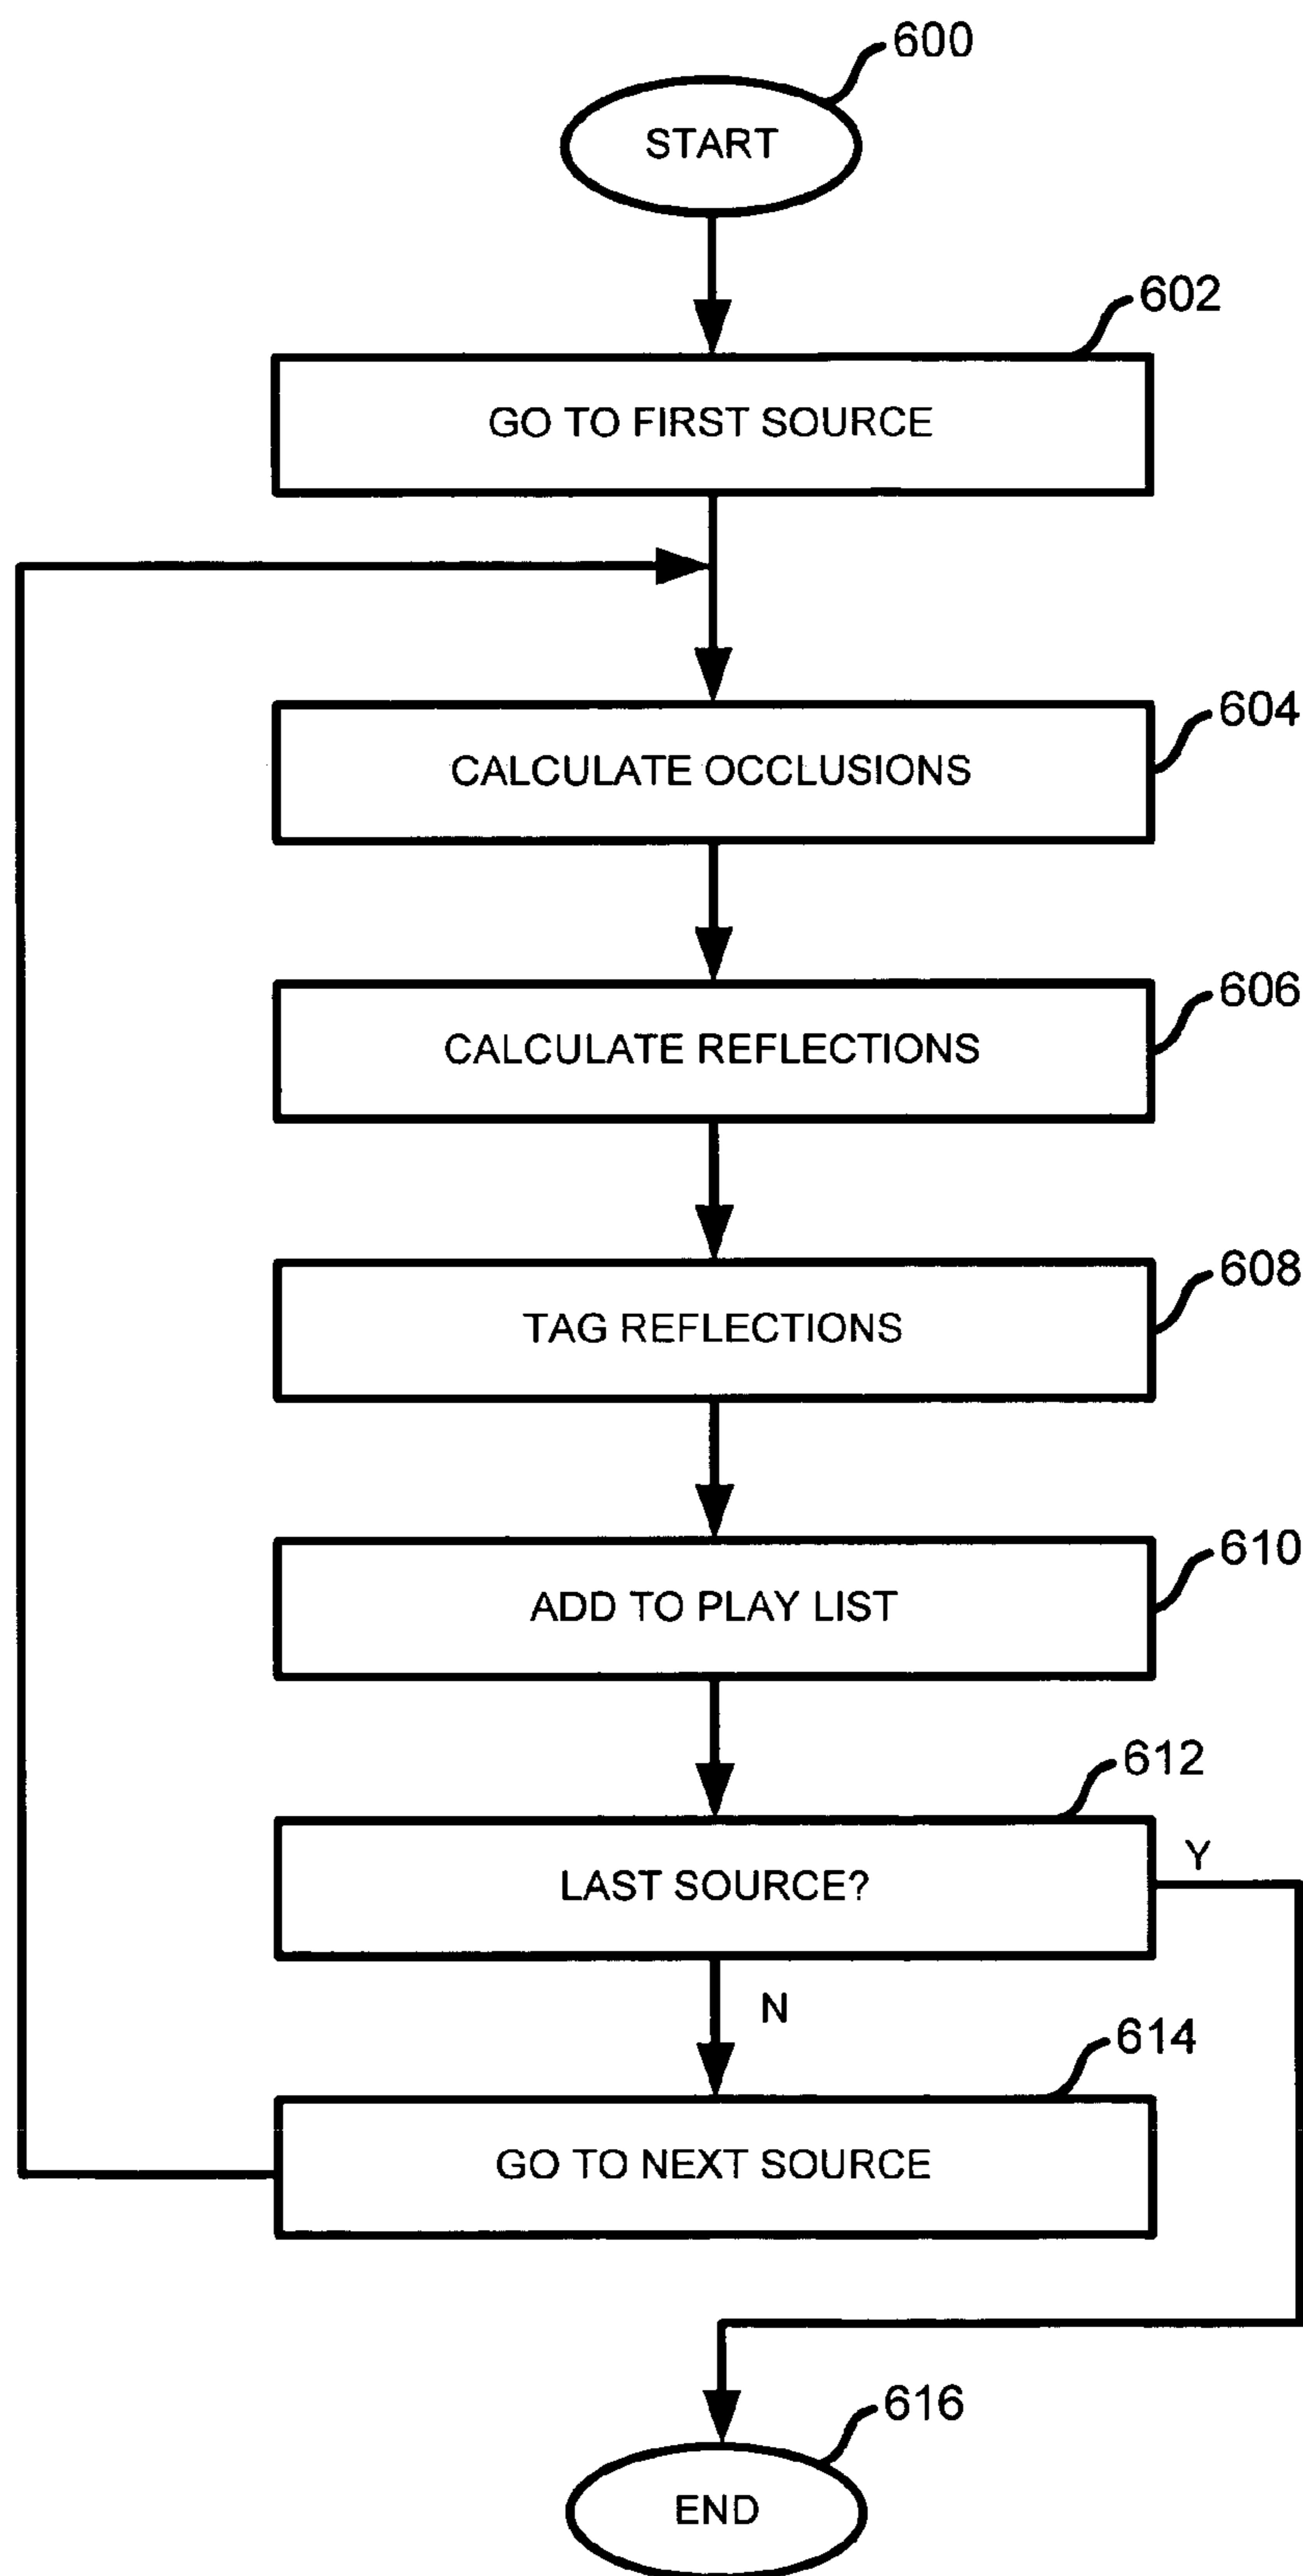 600
START
602
GO TO FIRST SOURCE
604
CALCULATE OCCLUSIONS
606
CALCULATE REFLECTIONS
608
TAG REFLECTIONS
610
ADD TO PLAY LIST
612
LAST SOURCE?
Y
N
614
GO TO NEXT SOURCE
616
END